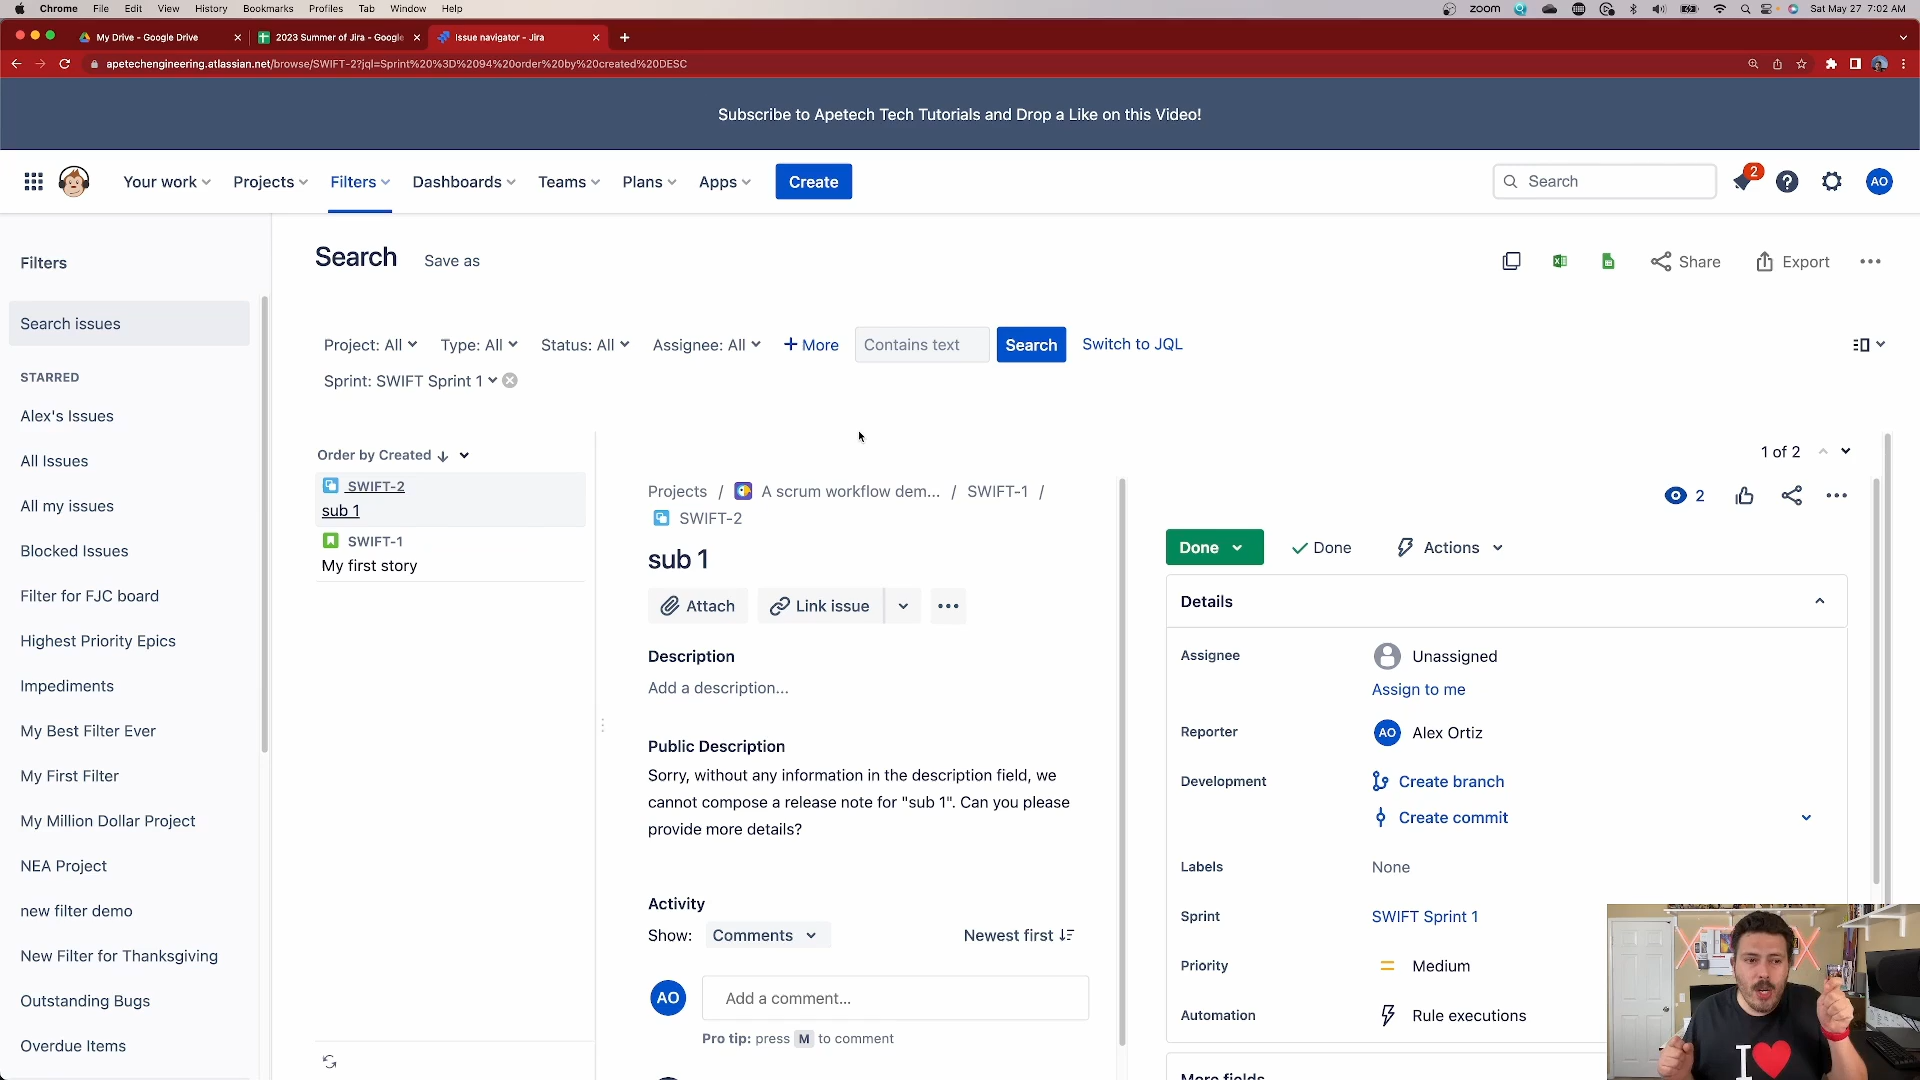 Chrome File Edit View History Bookmarks Profiles Tab Window Help
zoom
Sat May 27 7:02 AM
My Drive - Google Drive
2023 Summer of Jira - Google
Issue navigator - Jira
apetechengineering.atlassian.net/browse/SWIFT-2?jql=Sprint%20%3D%2094%20order%20by%20created%20DESC
Subscribe to Apetech Tech Tutorials and Drop a Like on this Video!
Your work Projects Filters Dashboards Teams Plans Apps Create
Search
2
AO
Filters
Search issues
STARRED
Alex's Issues
All Issues
All my issues
Blocked Issues
Filter for FJC board
Highest Priority Epics
Impediments
My Best Filter Ever
My First Filter
My Million Dollar Project
NEA Project
new filter demo
New Filter for Thanksgiving
Outstanding Bugs
Overdue Items
Search Save as
Share Export
Project: All Type: All Status: All Assignee: All + More Contains text Search Switch to JQL
Sprint: SWIFT Sprint 1
Order by Created
SWIFT-2
sub 1
SWIFT-1
My first story
1 of 2
Projects / A scrum workflow dem... / SWIFT-1 /
SWIFT-2
2
sub 1
Attach Link issue
Description
Add a description...
Public Description
Sorry, without any information in the description field, we
cannot compose a release note for "sub 1". Can you please
provide more details?
Activity
Show: Comments Newest first
AO Add a comment...
Pro tip: press M to comment
Done Done Actions
Details
Assignee Unassigned
Assign to me
Reporter AO Alex Ortiz
Development Create branch
Create commit
Labels None
Sprint SWIFT Sprint 1
Priority Medium
Automation Rule executions
More fields
I